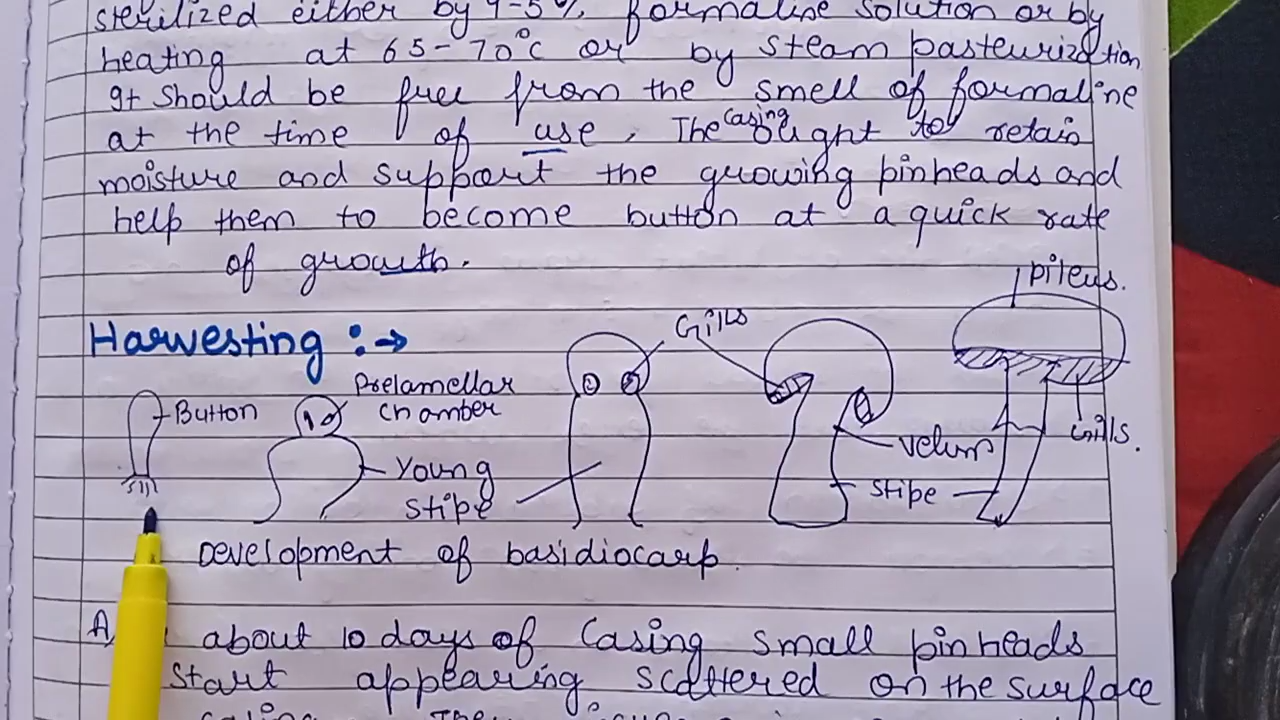 sterilized either by 4-5% formaline solution or by
heating at 65-70°C or by steam pasteurization
It should be free from the smell of formaline
at the time of use, The casing ought to retain
moisture and support the growing pinheads and
help them to become button at a quick rate
of growth.
Piteus.
Harvesting :→
Gills
Prelamellar
chamber
Button
Young
Stipe
Velum
Gills.
Stipe
Development of basidiocarp.
about 10 days of Casing small pinheads
start appearing scattered on the surface